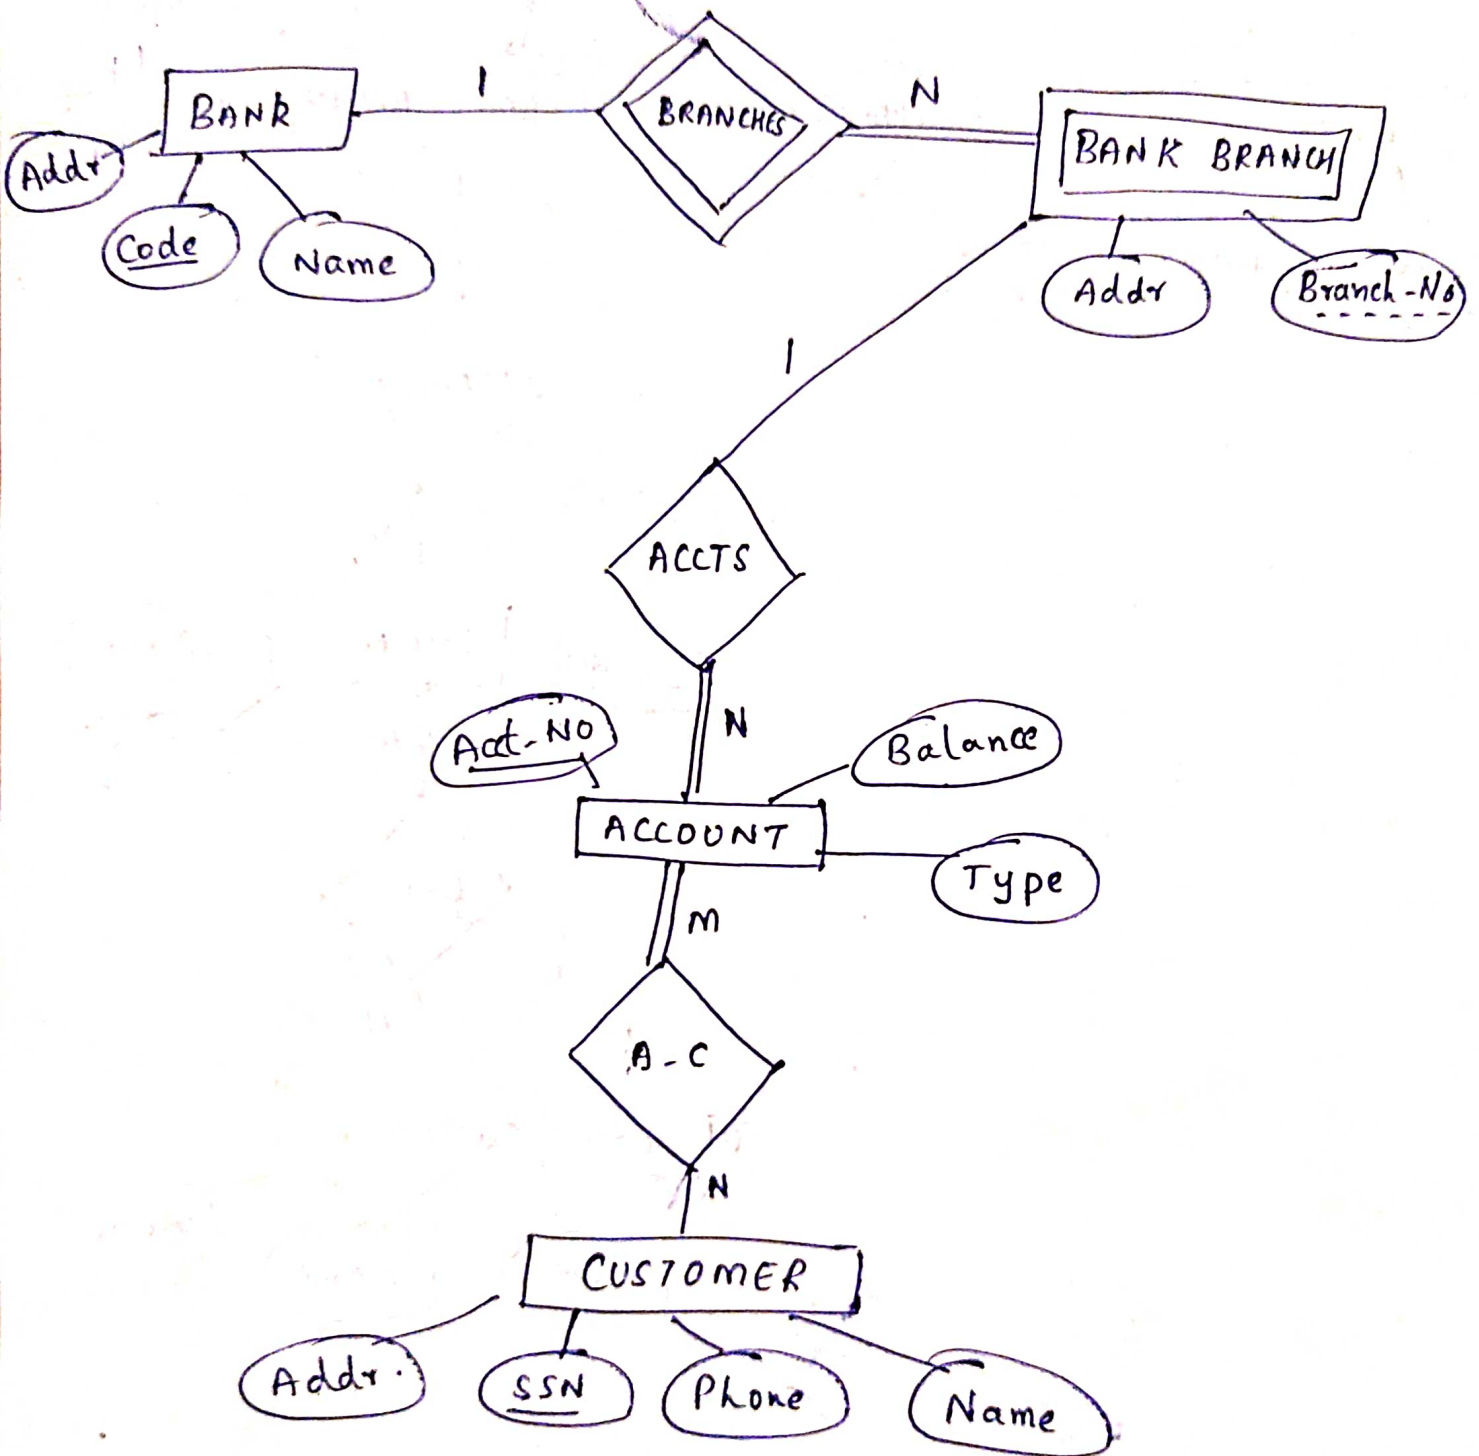 1
N
BANK
BRANCHES
BANK BRANCH
Addr
Code
Name
Addr
Branch-No
1
ACCTS
N
Acct-No
Balance
ACCOUNT
Type
M
A-C
N
CUSTOMER
Addr.
SSN
Phone
Name